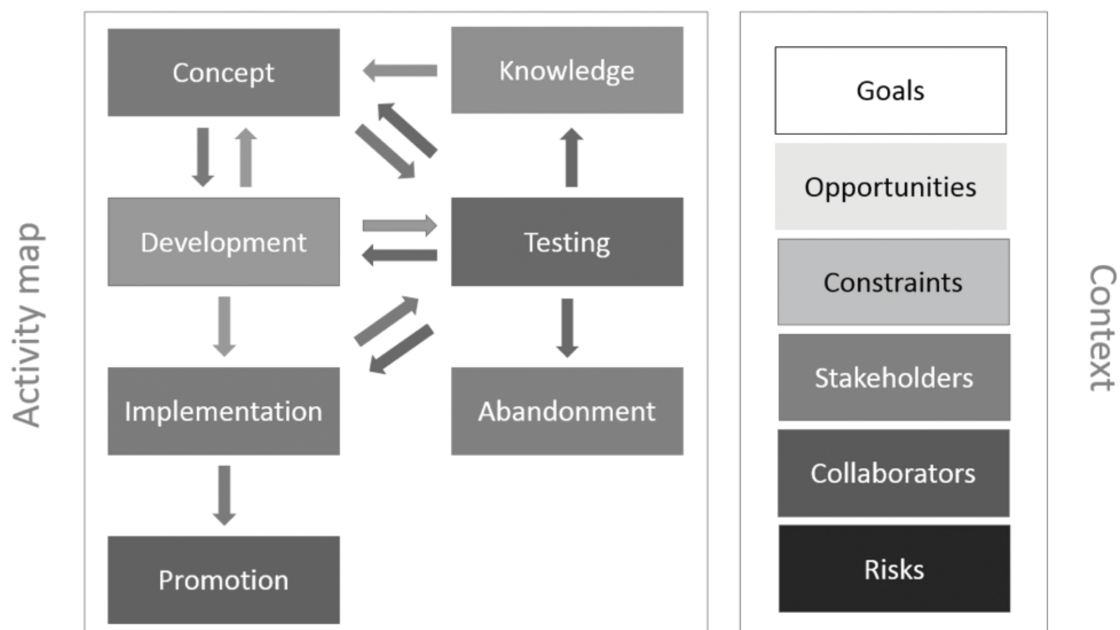 Activity map
Concept
Knowledge
Development
Testing
Implementation
Abandonment
Promotion
Goals
Opportunities
Constraints
Stakeholders
Collaborators
Risks
Context